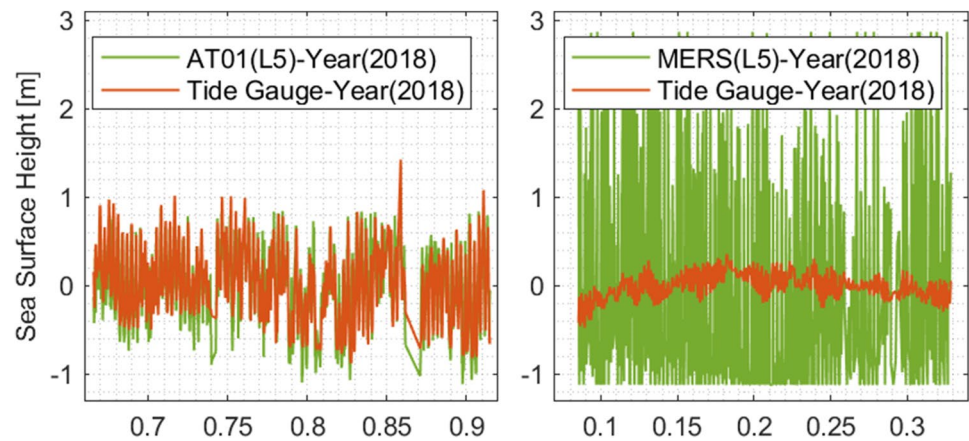 3
2
1
0
-1
Sea Surface Height [m]
AT01(L5)-Year(2018)
Tide Gauge-Year(2018)
0.7 0.75 0.8 0.85 0.9
3
2
1
0
-1
MERS(L5)-Year(2018)
Tide Gauge-Year(2018)
0.1 0.15 0.2 0.25 0.3